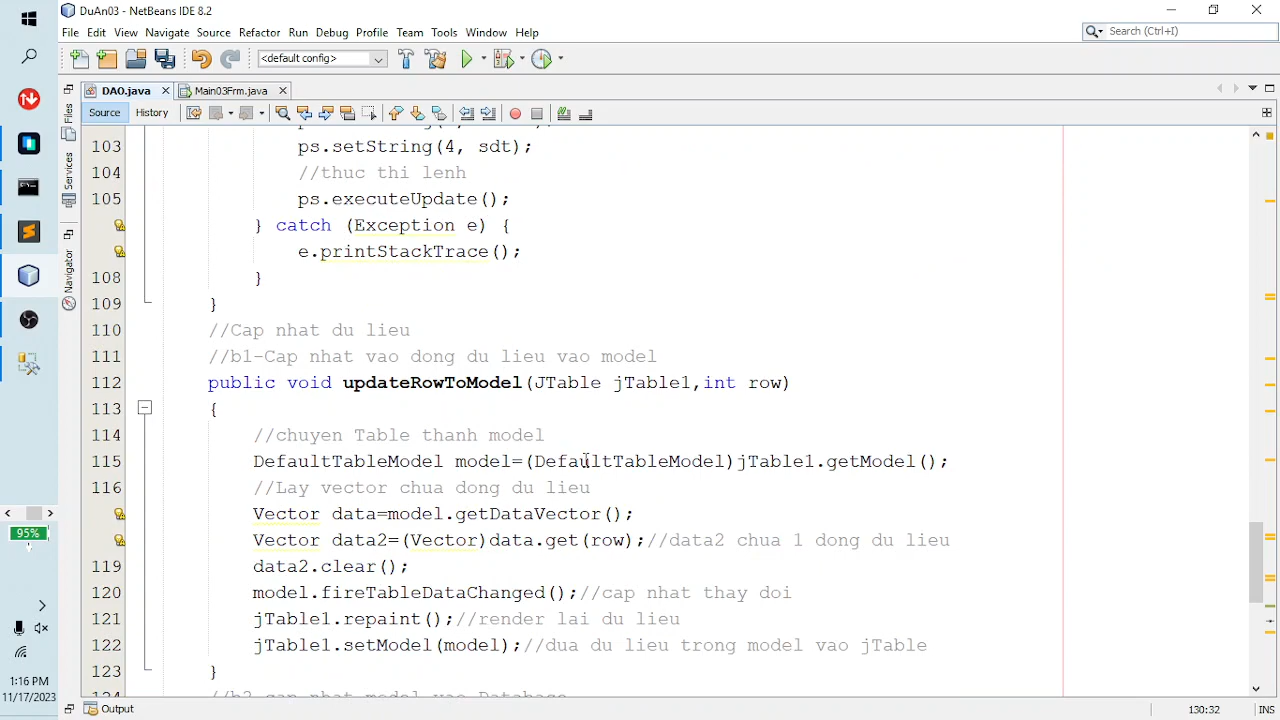 DuAn03 - NetBeans IDE 8.2
File Edit View Navigate Source Refactor Run Debug Profile Team Tools Window Help
Search (Ctrl+I)
<default config>
DAO.java
Main03Frm.java
Source History
Files
Services
Navigator
103 ps.setString(4, sdt);
104 //thuc thi lenh
105 ps.executeUpdate();
} catch (Exception e) {
e.printStackTrace();
108 }
109 }
110 //Cap nhat du lieu
111 //b1-Cap nhat vao dong du lieu vao model
112 public void updateRowToModel(JTable jTable1,int row)
113 {
114 //chuyen Table thanh model
115 DefaultTableModel model=(DefaultTableModel)jTable1.getModel();
116 //Lay vector chua dong du lieu
Vector data=model.getDataVector();
Vector data2=(Vector)data.get(row);//data2 chua 1 dong du lieu
119 data2.clear();
120 model.fireTableDataChanged();//cap nhat thay doi
121 jTable1.repaint();//render lai du lieu
122 jTable1.setModel(model);//dua du lieu trong model vao jTable
123 }
95%
1:16 PM
11/17/2023
Output
130:32
INS